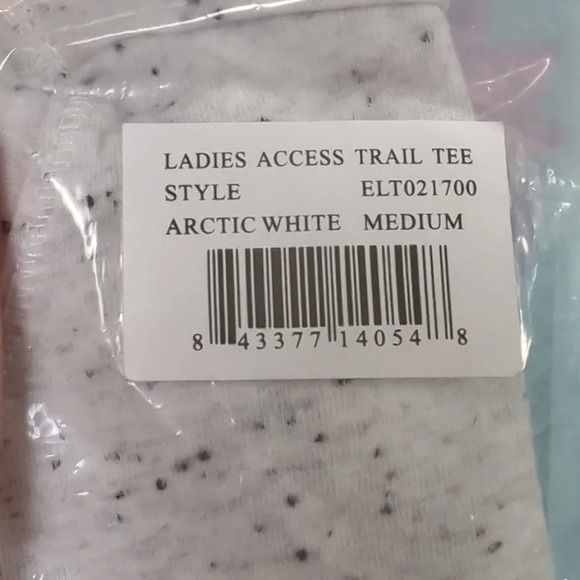 LADIES ACCESS TRAIL TEE
STYLE ELT021700
ARCTIC WHITE MEDIUM
8 43377 14054 8